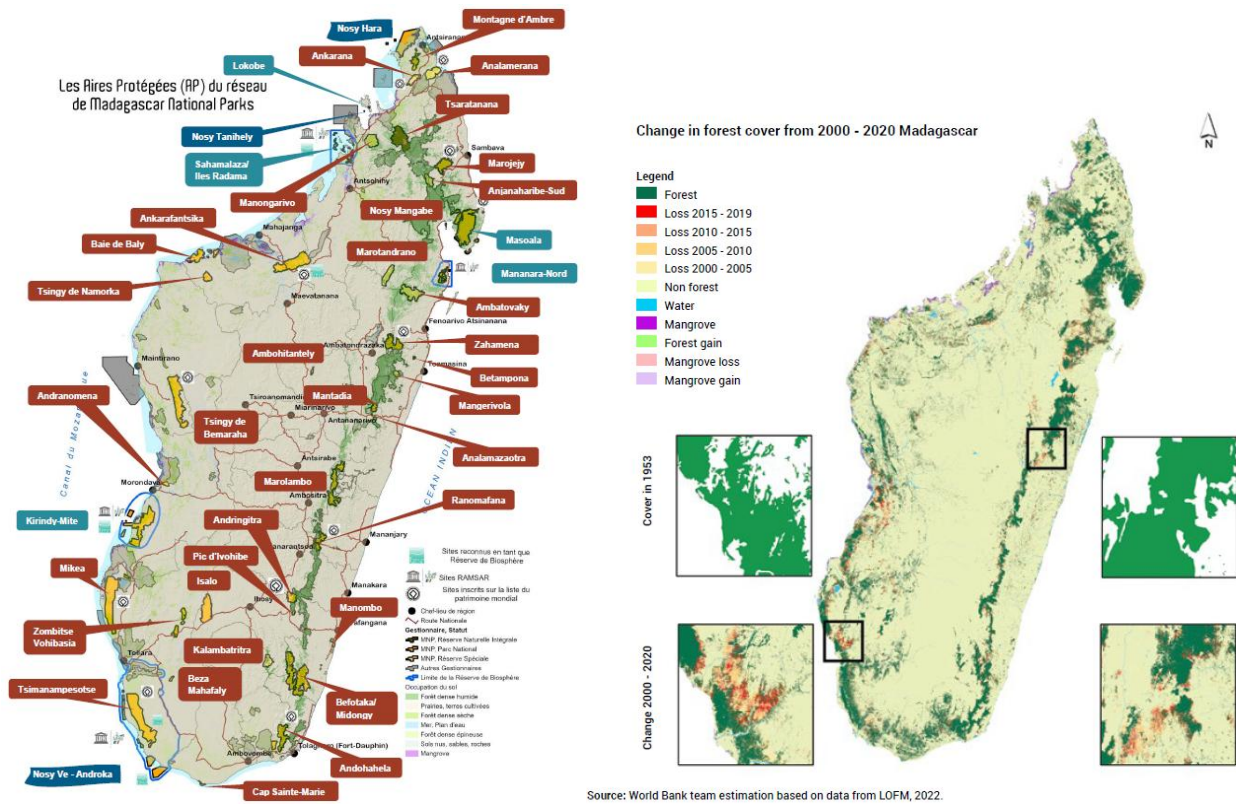 Les Aires Protégées (AP) du réseau
de Madagascar National Parks
Nosy Hara
Montagne d'Ambre
Antsiranana
Ankarana
Analamerana
Lokobe
Tsaratanana
Nosy Tanihely
Sambava
Sahamalaza/
Iles Radama
Marojejy
Antsohihy
Anjanaharibe-Sud
Manongarivo
Nosy Mangabe
Ankarafantsika
Mahajanga
Masoala
Baie de Baly
Marotandrano
Mananara-Nord
Tsingy de Namorka
Maevatanana
Ambatovaky
Fenoarivo Atsinanana
Ambatondrazaka
Zahamena
Ambohitantely
Maintirano
Toamasina
Betampona
Andranomena
Mantadia
Tsiroanomandidy
Miarinarivo
Mangerivola
Antananarivo
Tsingy de
Bemaraha
Analamazaotra
Canal du Mozambique
OCEAN INDIEN
Antsirabe
Marolambo
Morondava
Ambositra
Ranomafana
Kirindy-Mite
Andringitra
Mananjary
Pic d'Ivohibe
Mikea
Isalo
Manakara
Ihosy
Manombo
Zombitse
Vohibasia
Kalambatritra
Toliara
Beza
Mahafaly
Tsimanampesotse
Befotaka/
Midongy
Ambovombe
Tolagnaro (Fort-Dauphin)
Andohahela
Nosy Ve - Androka
Cap Sainte-Marie
Sites reconnus en tant que
Réserve de Biosphère
Sites RAMSAR
Sites inscrits sur la liste du
patrimoine mondial
Chef-lieu de région
Route Nationale
Gestionnaire, Statut
MNP, Réserve Naturelle Intégrale
MNP, Parc National
MNP, Réserve Spéciale
Autres Gestionnaires
Limite de la Réserve de Biosphère
Occupation du sol
Forêt dense humide
Prairies, terres cultivées
Forêt dense sèche
Mer, Plan d'eau
Forêt dense épineuse
Sols nus, sables, roches
Mangrove
Change in forest cover from 2000 - 2020 Madagascar
N
Legend
Forest
Loss 2015 - 2019
Loss 2010 - 2015
Loss 2005 - 2010
Loss 2000 - 2005
Non forest
Water
Mangrove
Forest gain
Mangrove loss
Mangrove gain
Cover in 1953
Change 2000 - 2020
Source: World Bank team estimation based on data from LOFM, 2022.